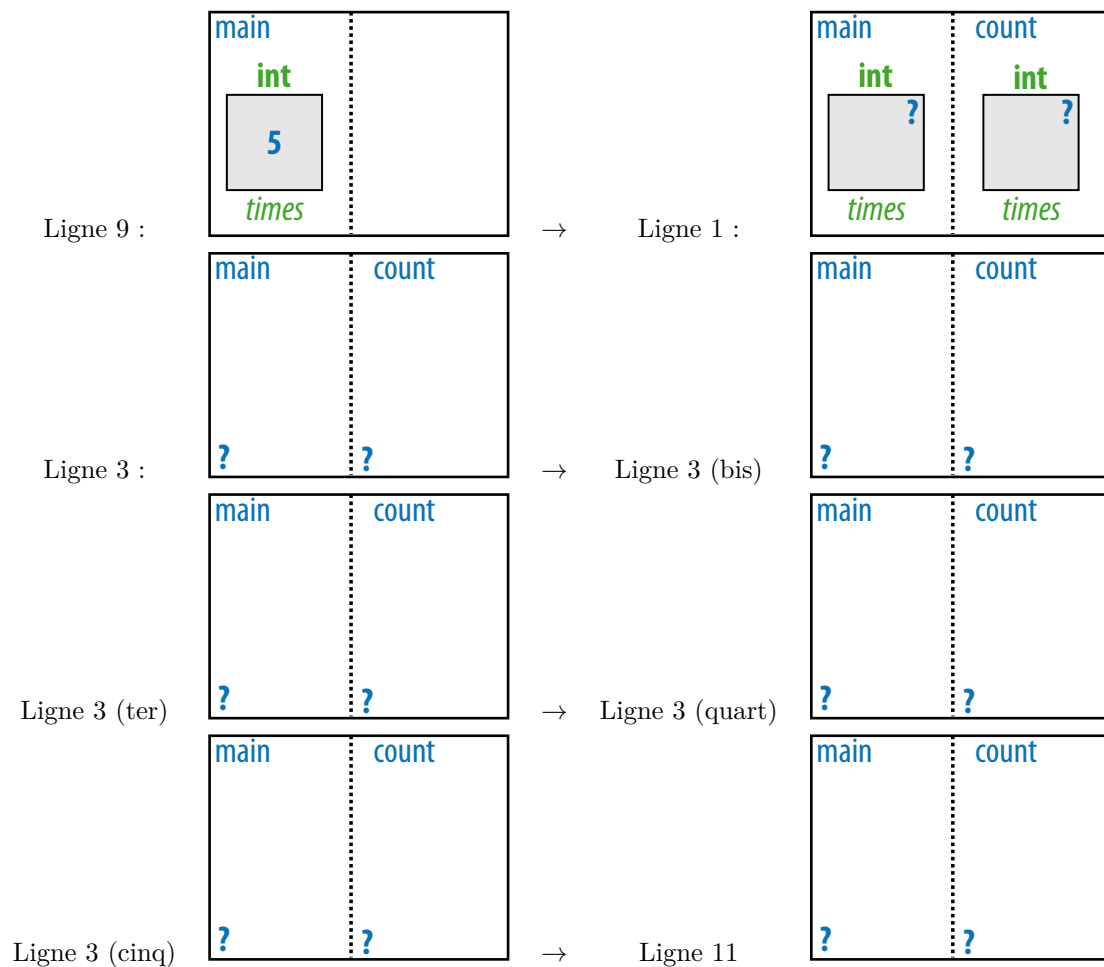 main
int
5
times
Ligne 9 :
→
Ligne 1 :
main count
int int
? ?
times times
main count
? ?
Ligne 3 :
→
Ligne 3 (bis)
main count
? ?
main count
? ?
Ligne 3 (ter)
→
Ligne 3 (quart)
main count
? ?
main count
? ?
Ligne 3 (cinq)
→
Ligne 11
main count
? ?